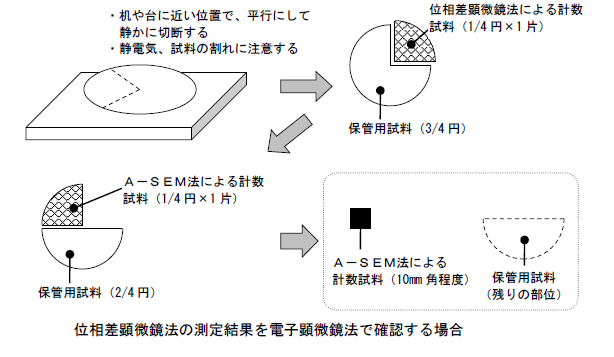 ・机や台に近い位置で、平行にして
静かに切断する
・静電気、試料の割れに注意する
位相差顕微鏡法による計数
試料（1/4 円×1 片）
保管用試料（3/4 円）
Ａ－ＳＥＭ法による計数
試料（1/4 円×1 片）
保管用試料（2/4 円）
Ａ－ＳＥＭ法による
計数試料（10mm 角程度）
保管用試料
（残りの部位）
位相差顕微鏡法の測定結果を電子顕微鏡法で確認する場合